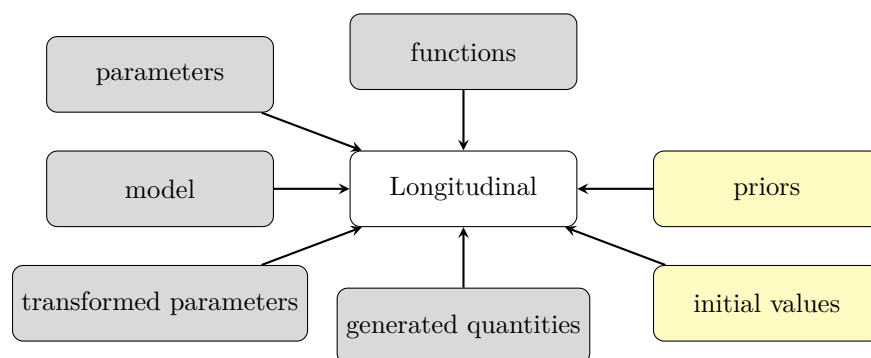 functions
parameters
model
Longitudinal
priors
transformed parameters
generated quantities
initial values